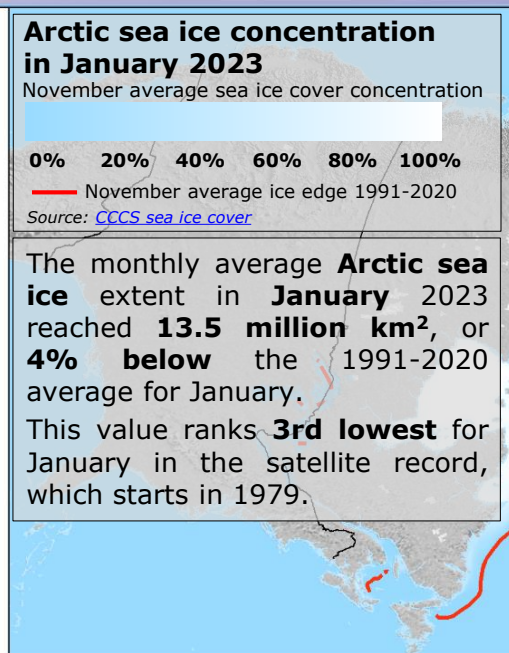 Arctic sea ice concentration
in January 2023
November average sea ice cover concentration
0% 20% 40% 60% 80% 100%
November average ice edge 1991-2020
Source: CCCS sea ice cover
The monthly average Arctic sea
ice extent in January 2023
reached 13.5 million km², or
4% below the 1991-2020
average for January.
This value ranks 3rd lowest for
January in the satellite record,
which starts in 1979.